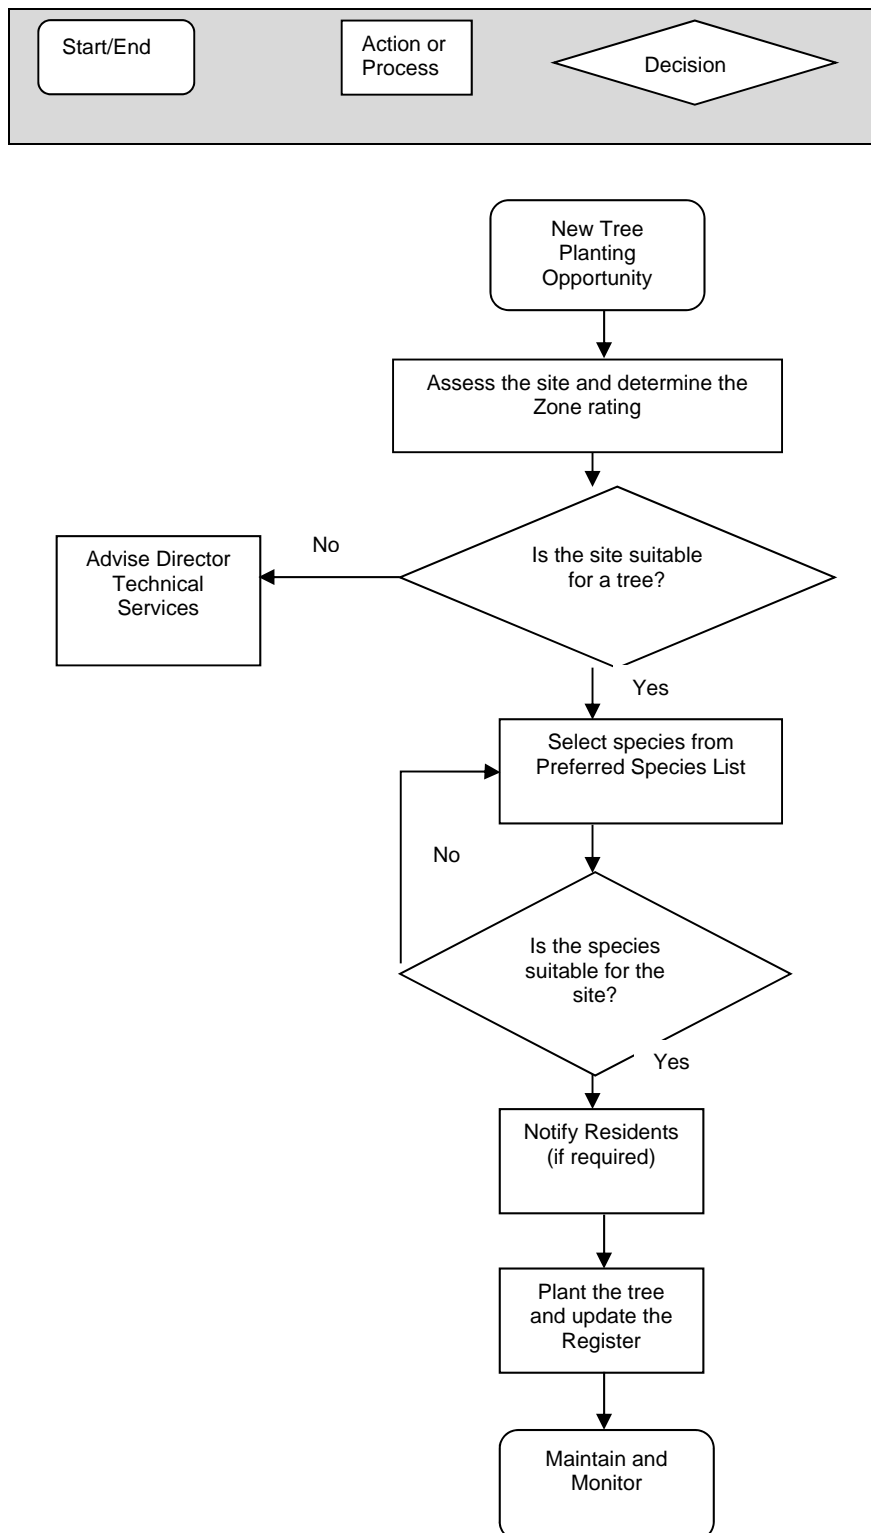 Start/End
Action or
Process
Decision
New Tree
Planting
Opportunity
Assess the site and determine the
Zone rating
Is the site suitable
for a tree?
No
Advise Director
Technical
Services
Yes
Select species from
Preferred Species List
No
Is the species
suitable for the
site?
Yes
Notify Residents
(if required)
Plant the tree
and update the
Register
Maintain and
Monitor